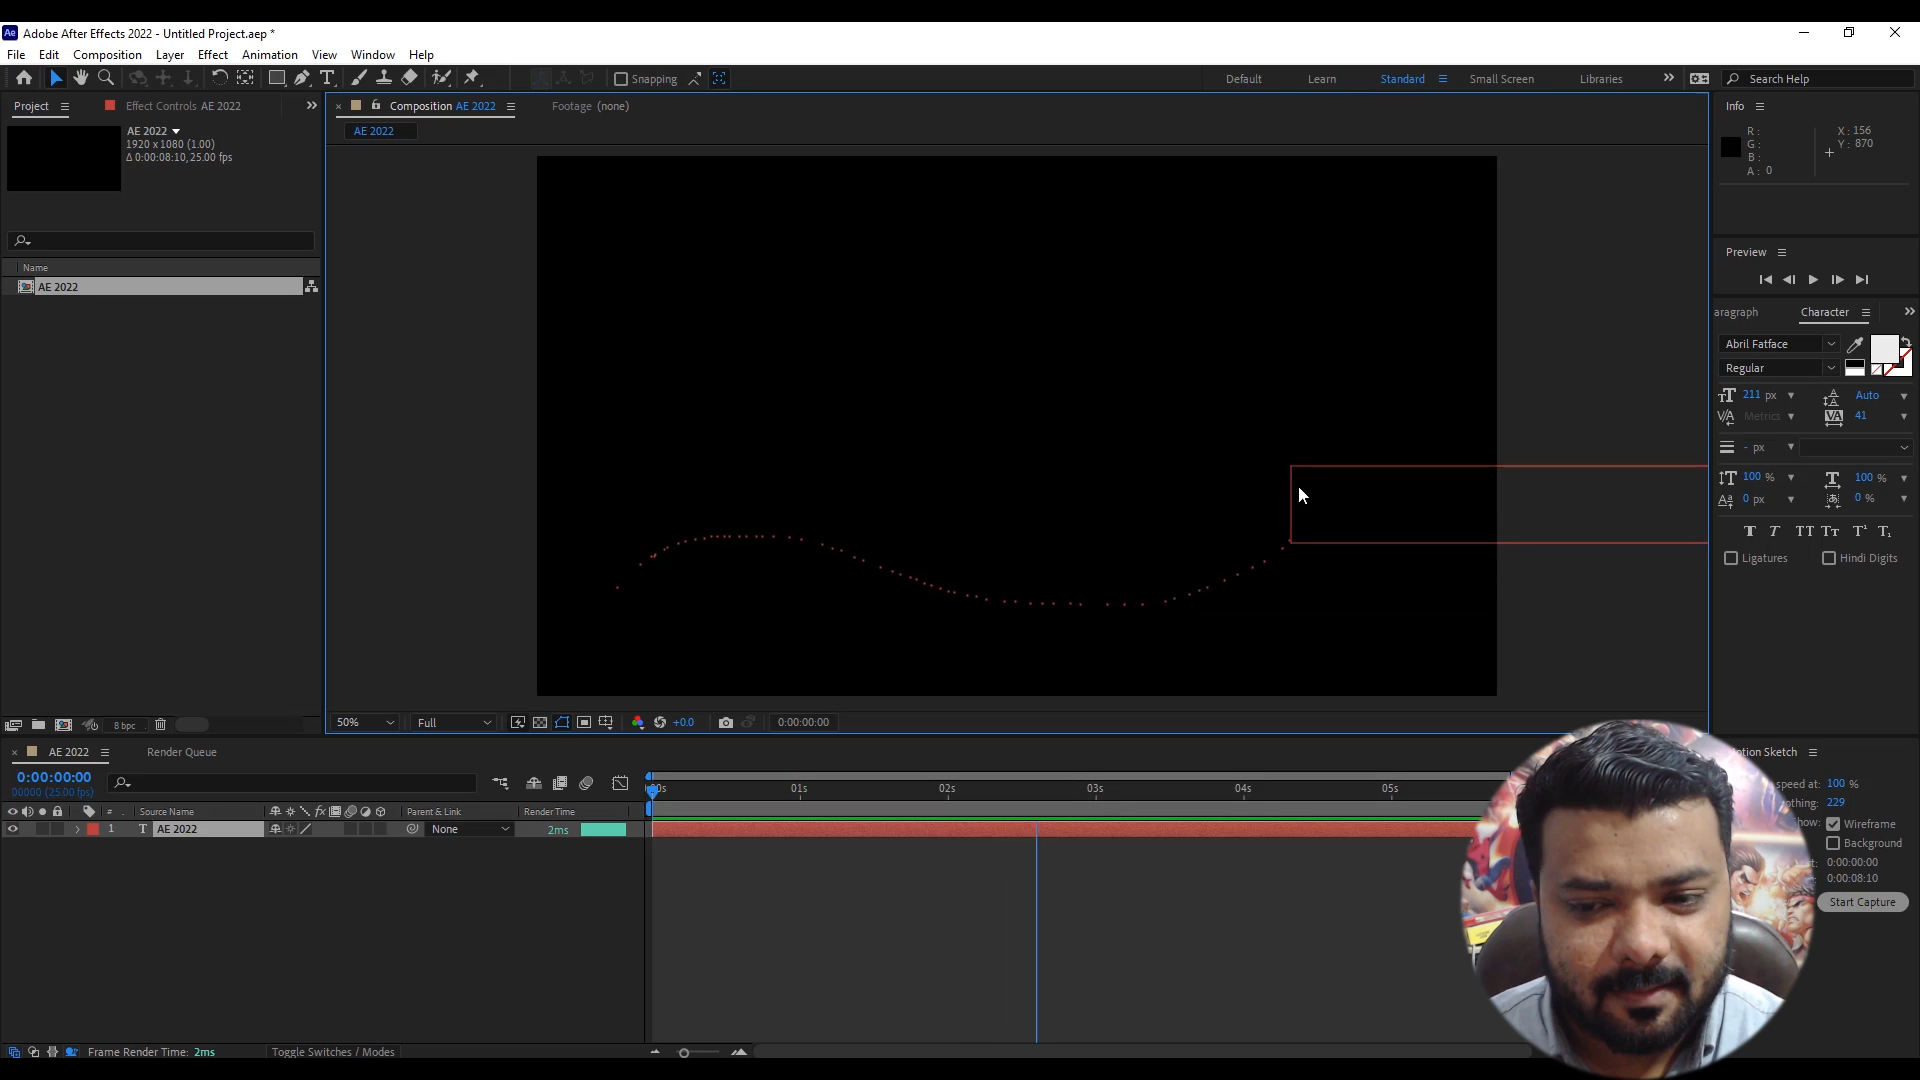 Adobe After Effects 2022 - Untitled Project.aep *
File Edit Composition Layer Effect Animation View Window Help
Snapping Default Learn Standard Small Screen Libraries Search Help
Project Effect Controls AE 2022 Composition AE 2022 Footage (none) Info
AE 2022
AE 2022
1920 x 1080 (1.00)
Δ 0:00:08:10, 25.00 fps
R :
G :
B :
A : 0
X : 156
Y : 870
Name
AE 2022
Preview
aragraph Character
Abril Fatface
Regular
211 px Auto
Metrics 41
- px
100 % 100 %
0 px 0 %
T T TT Tt T¹ T₁
Ligatures Hindi Digits
8 bpc
50% Full +0.0 0:00:00:00
AE 2022 Render Queue
0:00:00:00
00000 (25.00 fps)
00s 01s 02s 03s 04s 05s
# Source Name Parent & Link Render Time
1 T AE 2022 None 2ms
otion Sketch
speed at: 100 %
othing: 229
how: Wireframe
Background
0:00:00:00
0:00:08:10
Start Capture
Frame Render Time: 2ms Toggle Switches / Modes